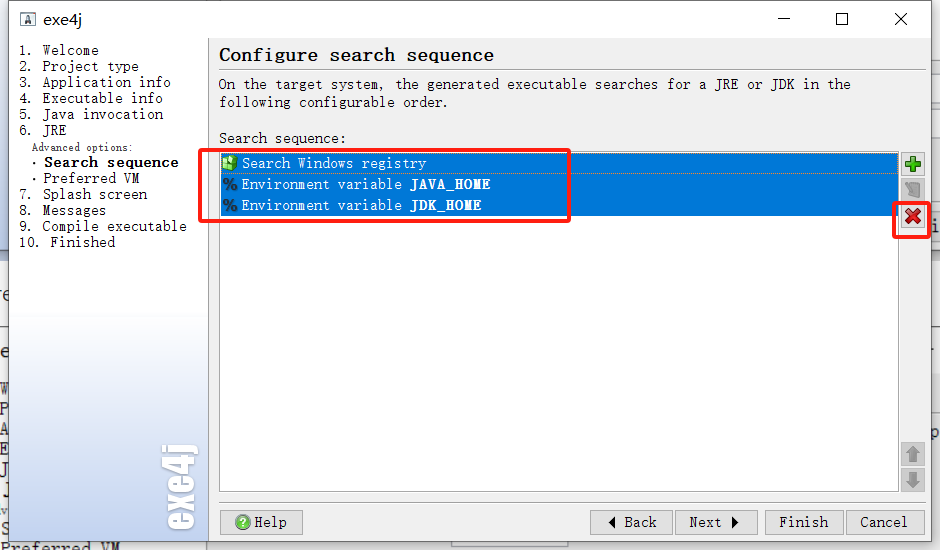 exe4j
1. Welcome
2. Project type
3. Application info
4. Executable info
5. Java invocation
6. JRE
Advanced options:
· Search sequence
· Preferred VM
7. Splash screen
8. Messages
9. Compile executable
10. Finished
exe4j
Configure search sequence
On the target system, the generated executable searches for a JRE or JDK in the
following configurable order.
Search sequence:
Search Windows registry
% Environment variable JAVA_HOME
% Environment variable JDK_HOME
Help
Back
Next
Finish
Cancel
Preferred VM